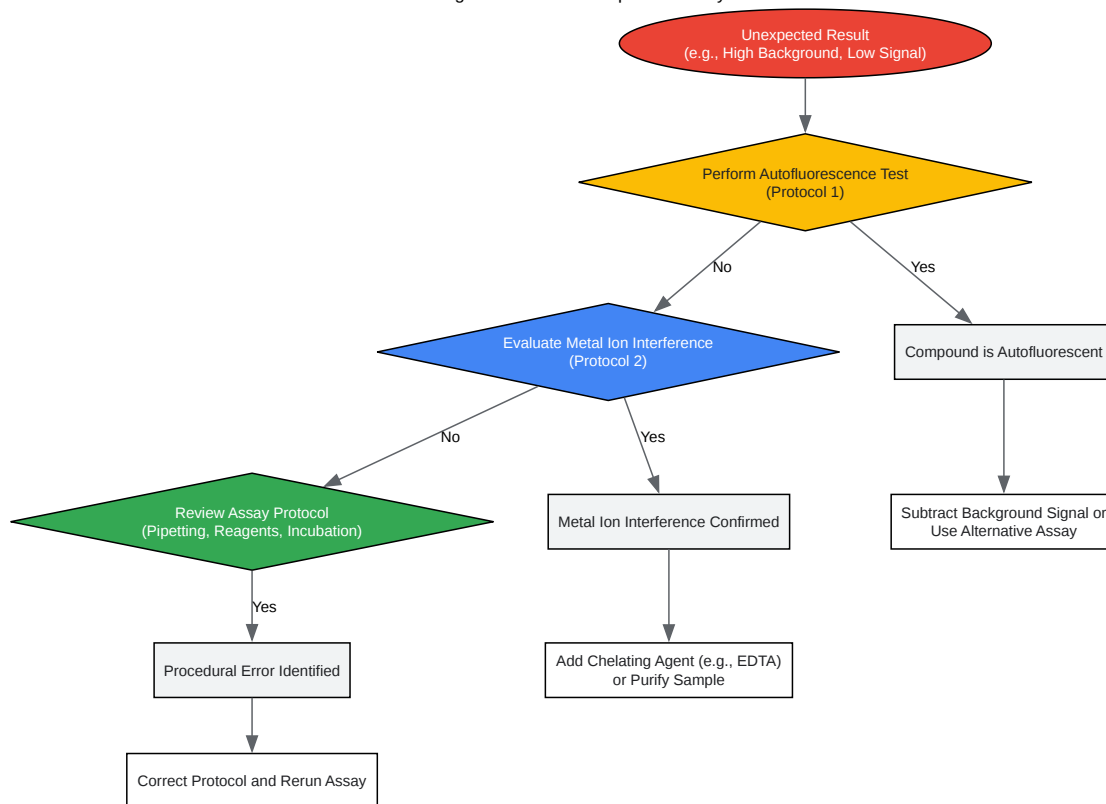 Unexpected Result
(e.g., High Background, Low Signal)
Perform Autofluorescence Test
(Protocol 1)
No
Yes
Evaluate Metal Ion Interference
(Protocol 2)
Compound is Autofluorescent
No
Yes
Review Assay Protocol
(Pipetting, Reagents, Incubation)
Metal Ion Interference Confirmed
Subtract Background Signal or
Use Alternative Assay
Yes
Procedural Error Identified
Add Chelating Agent (e.g., EDTA)
or Purify Sample
Correct Protocol and Rerun Assay